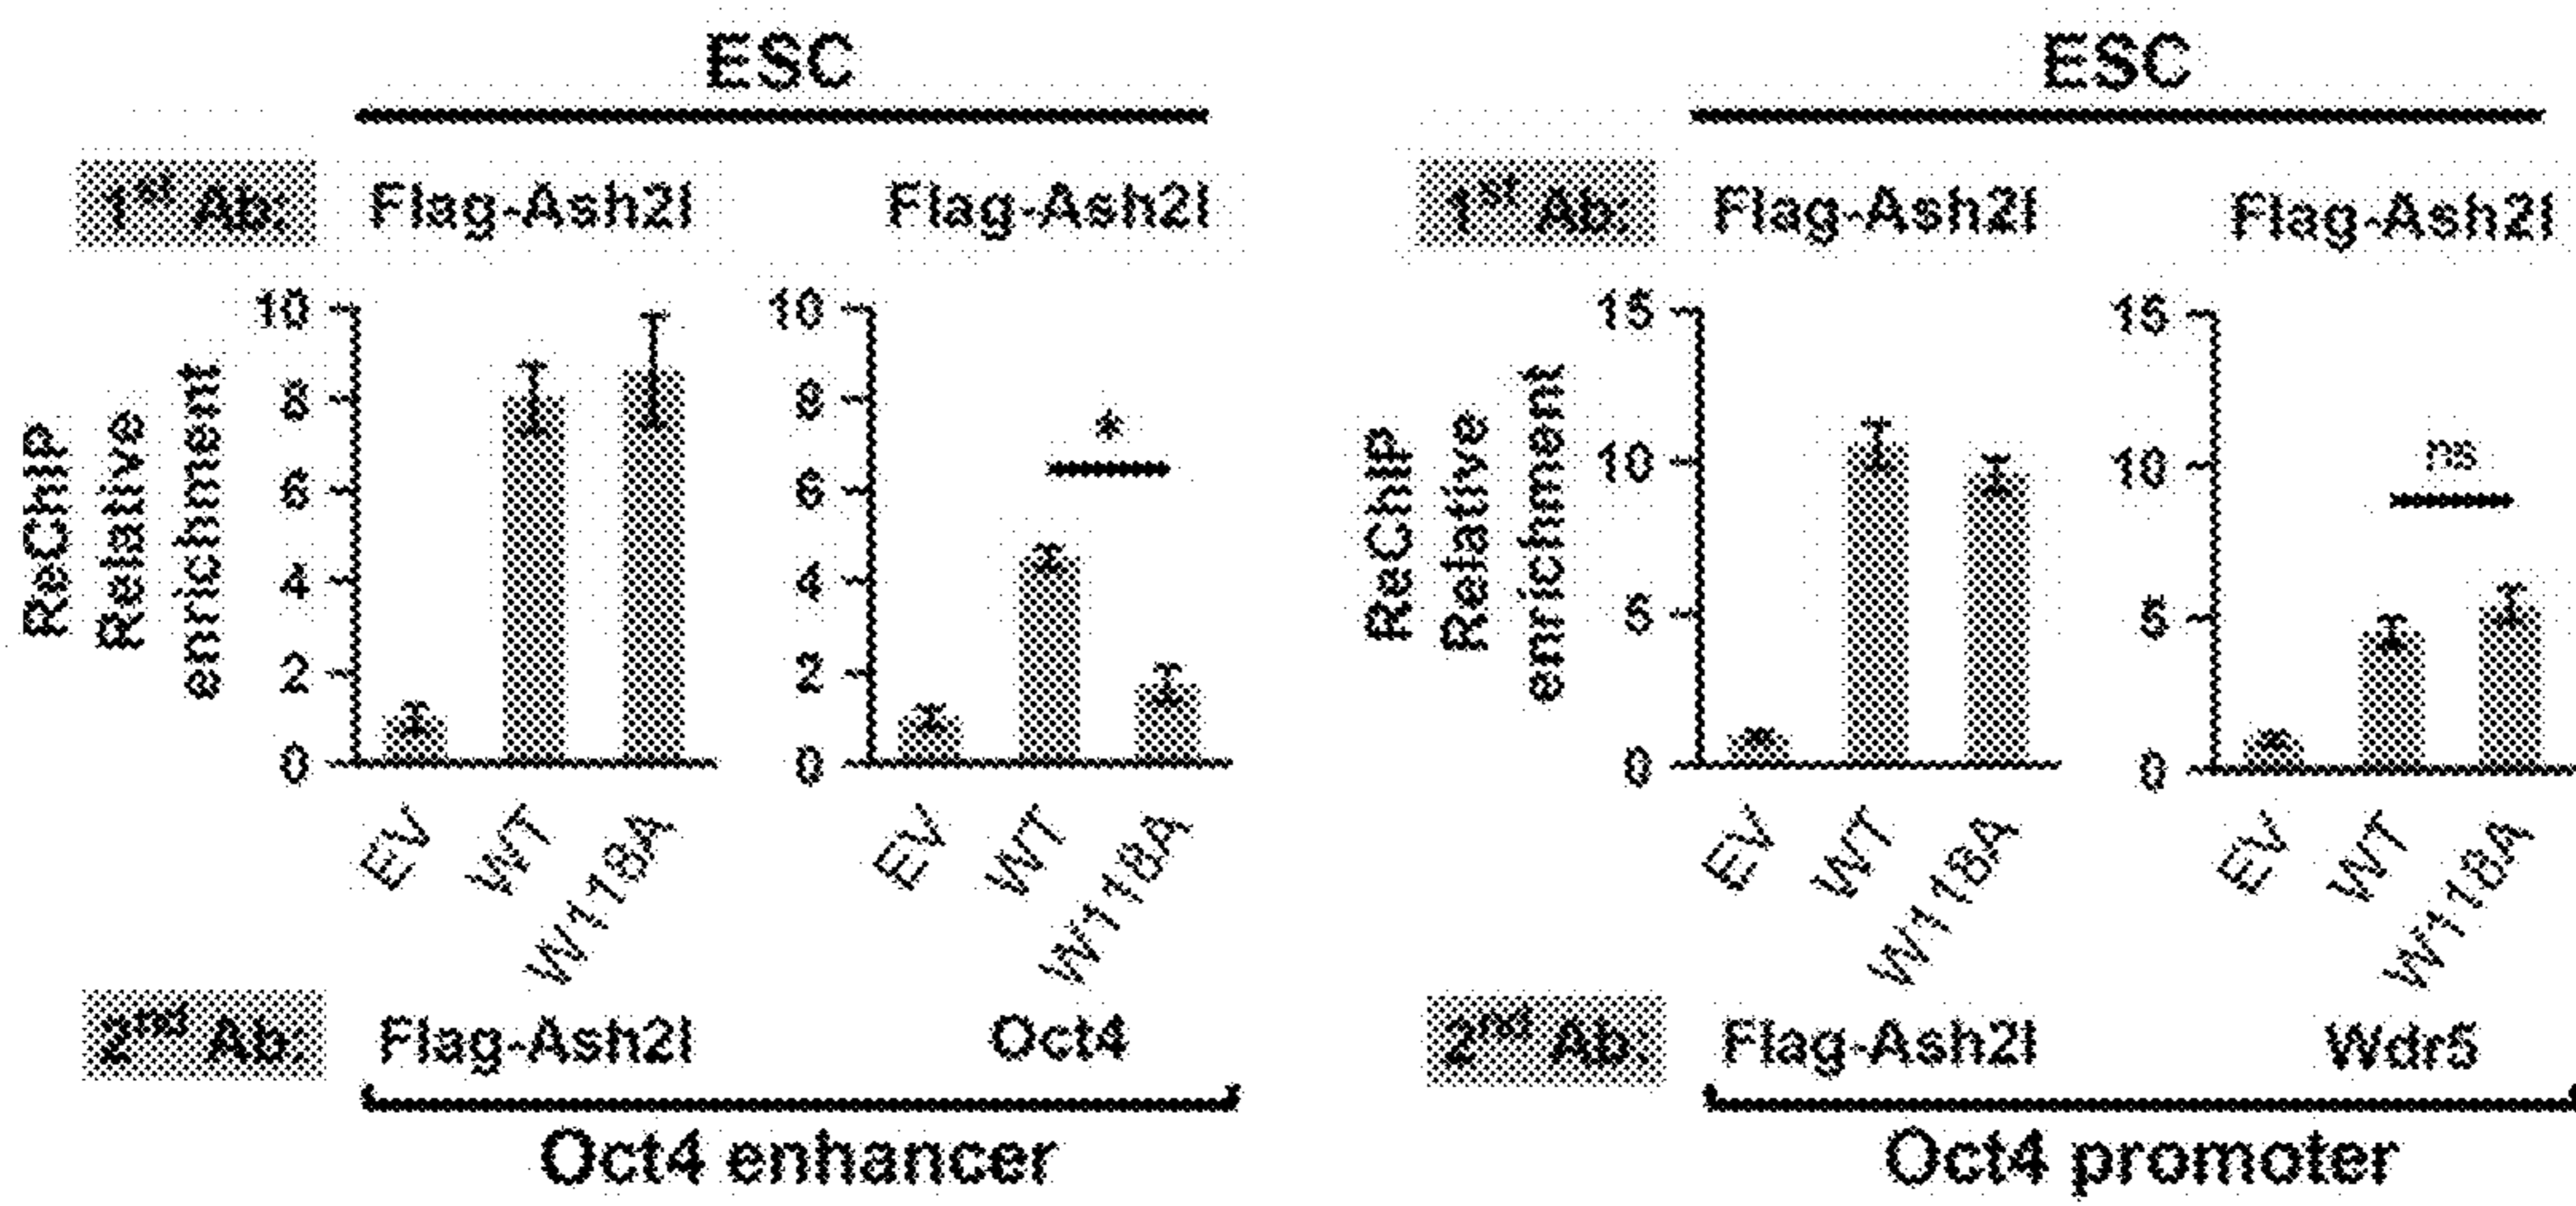 ESC
1st Ab: Flag-Ash2l Flag-Ash2l
ReChIP
Relative
enrichment
10
8
6
4
2
0
EV WT W118A
10
8
6
4
2
0
*
EV WT W118A
2nd Ab: Flag-Ash2l Oct4
Oct4 enhancer
ESC
1st Ab: Flag-Ash2l Flag-Ash2l
ReChIP
Relative
enrichment
15
10
5
0
EV WT W118A
15
10
5
0
ns
EV WT W118A
2nd Ab: Flag-Ash2l Wdr5
Oct4 promoter